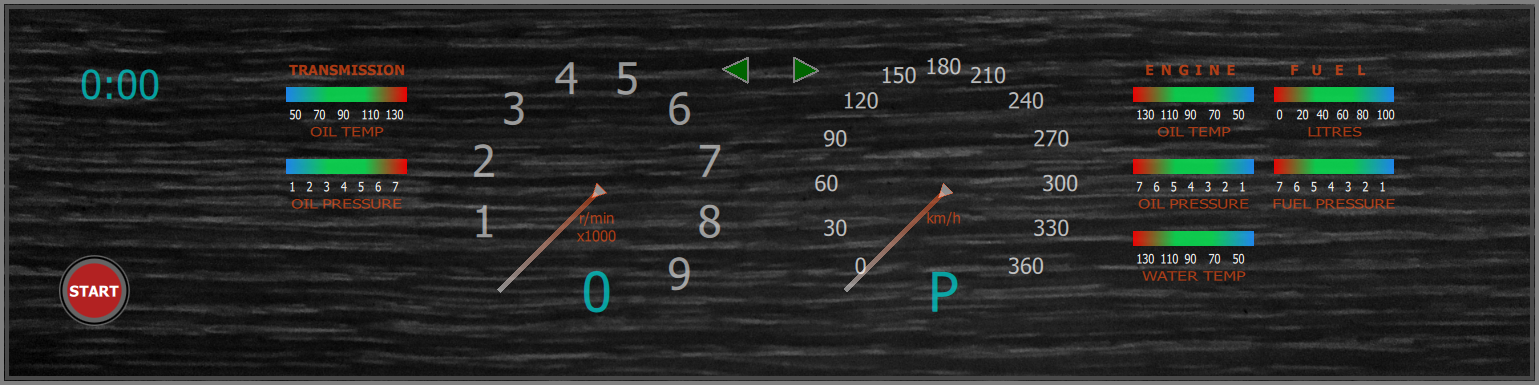 0:00
START
TRANSMISSION
50 70 90 110 130
OIL TEMP
1 2 3 4 5 6 7
OIL PRESSURE
1
2
3
4
5
6
7
8
9
r/min
x1000
0
0
30
60
90
120
150
180
210
240
270
300
330
360
km/h
P
ENGINE
130 110 90 70 50
OIL TEMP
7 6 5 4 3 2 1
OIL PRESSURE
130 110 90 70 50
WATER TEMP
FUEL
0 20 40 60 80 100
LITRES
7 6 5 4 3 2 1
FUEL PRESSURE